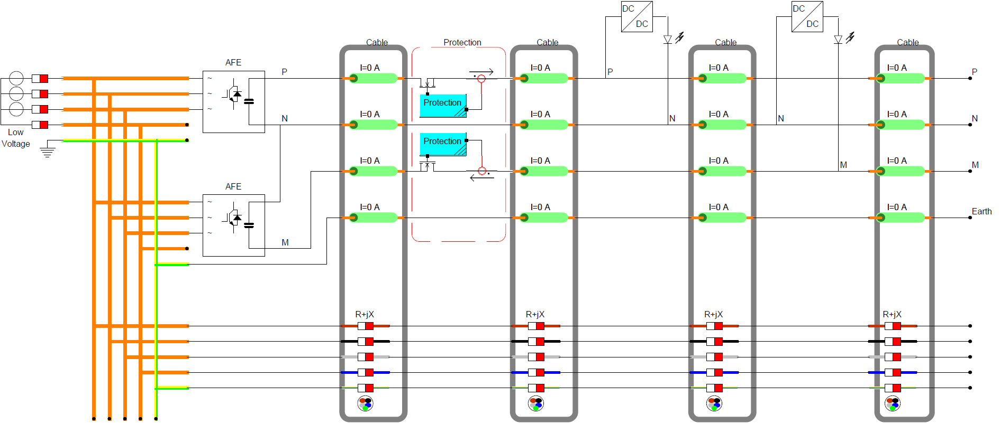 DC
DC
DC
DC
Cable
Protection
Cable
Cable
Cable
AFE
P
I=0 A
I=0 A
P
I=0 A
I=0 A
P
~
~
~
Protection
N
I=0 A
I=0 A
N
I=0 A
N
I=0 A
N
Low
Voltage
Protection
I=0 A
I=0 A
I=0 A
M
I=0 A
M
AFE
~
~
~
I=0 A
I=0 A
I=0 A
I=0 A
Earth
M
R+jX
R+jX
R+jX
R+jX